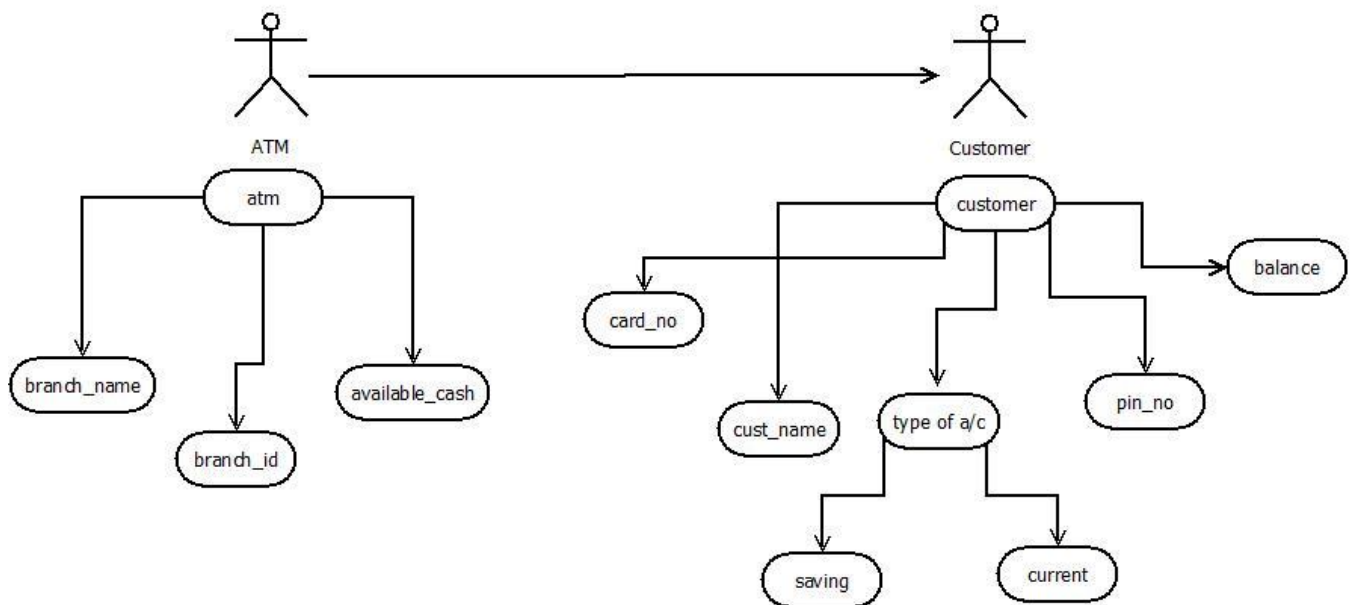 ATM
Customer
atm
customer
balance
card_no
branch_name
available_cash
pin_no
cust_name
type of a/c
branch_id
saving
current